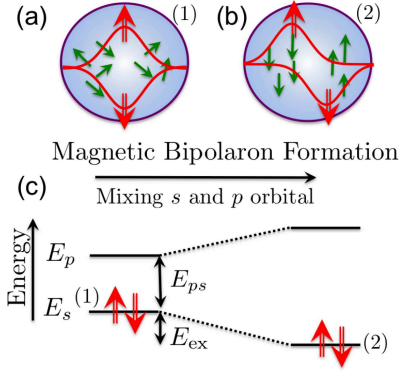 (a) (1) (b) (2)
Magnetic Bipolaron Formation
Mixing s and p orbital
(c)
Energy
E_p
E_ps
E_s (1)
E_ex
(2)